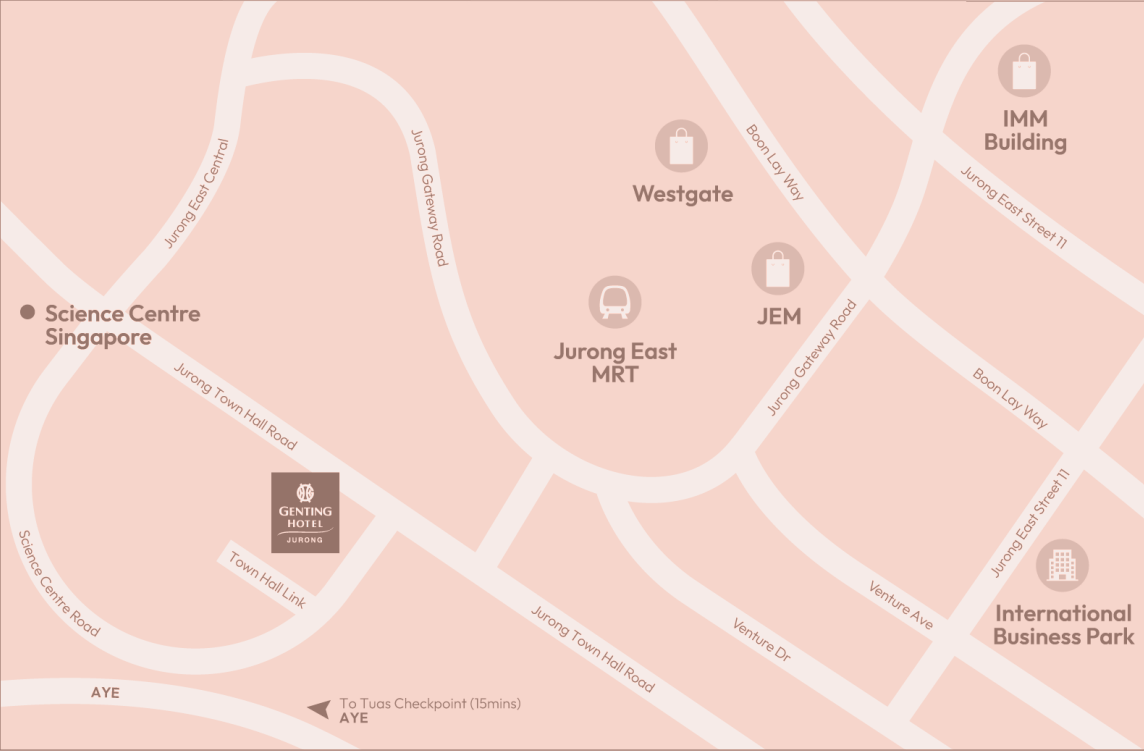 IMM
Building
Jurong East Central
Jurong Gateway Road
Boon Lay Way
Westgate
Jurong East Street 11
JEM
Science Centre
Singapore
Jurong East
MRT
Jurong Gateway Road
Jurong Town Hall Road
Boon Lay Way
GENTING
HOTEL
JURONG
Jurong East Street 11
Town Hall Link
Science Centre Road
Venture Ave
International
Business Park
Jurong Town Hall Road
Venture Dr
AYE
To Tuas Checkpoint (15mins)
AYE